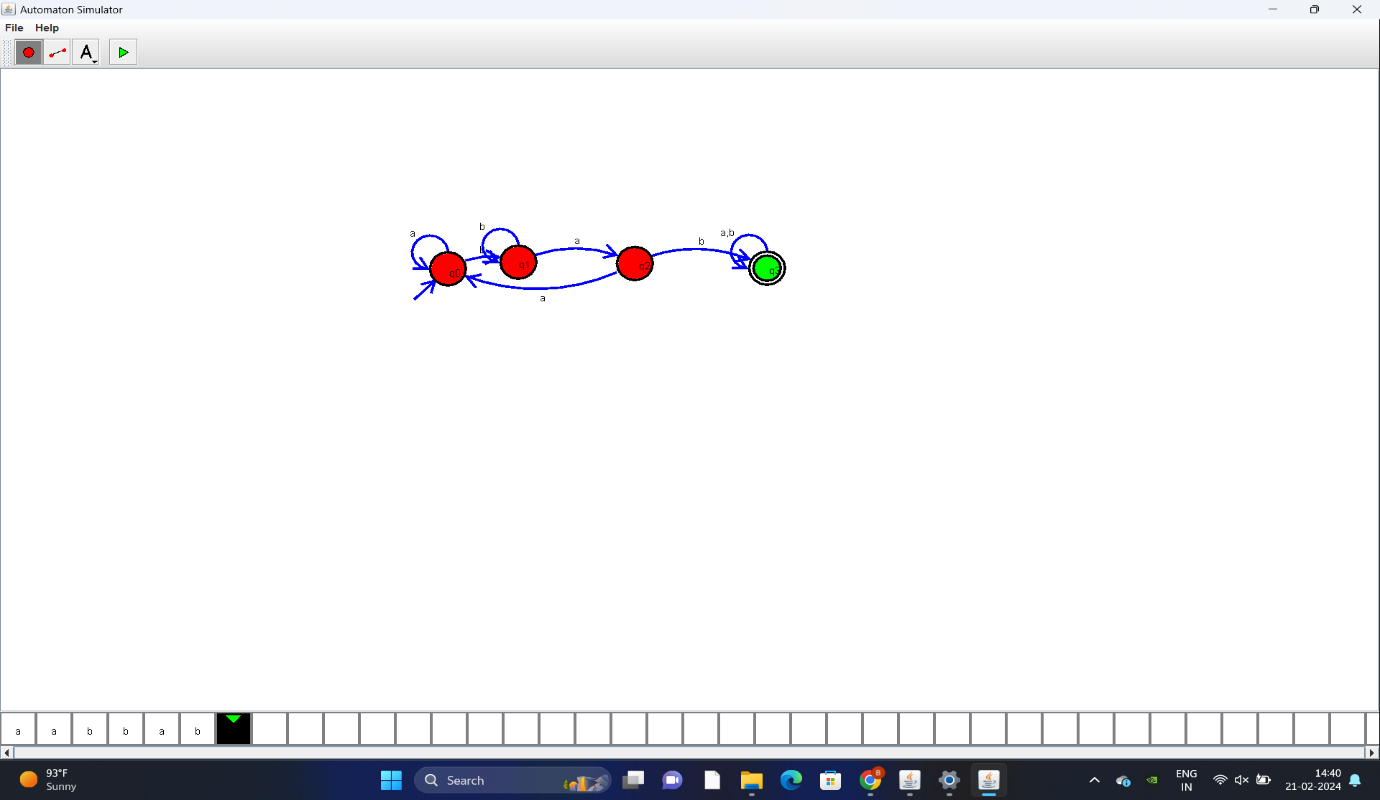 Automaton Simulator
File Help
A
a
b
a
b
a,b
q0
q1
q2
a
a a b b a b
93°F
Sunny
Search
B
ENG
IN
14:40
21-02-2024